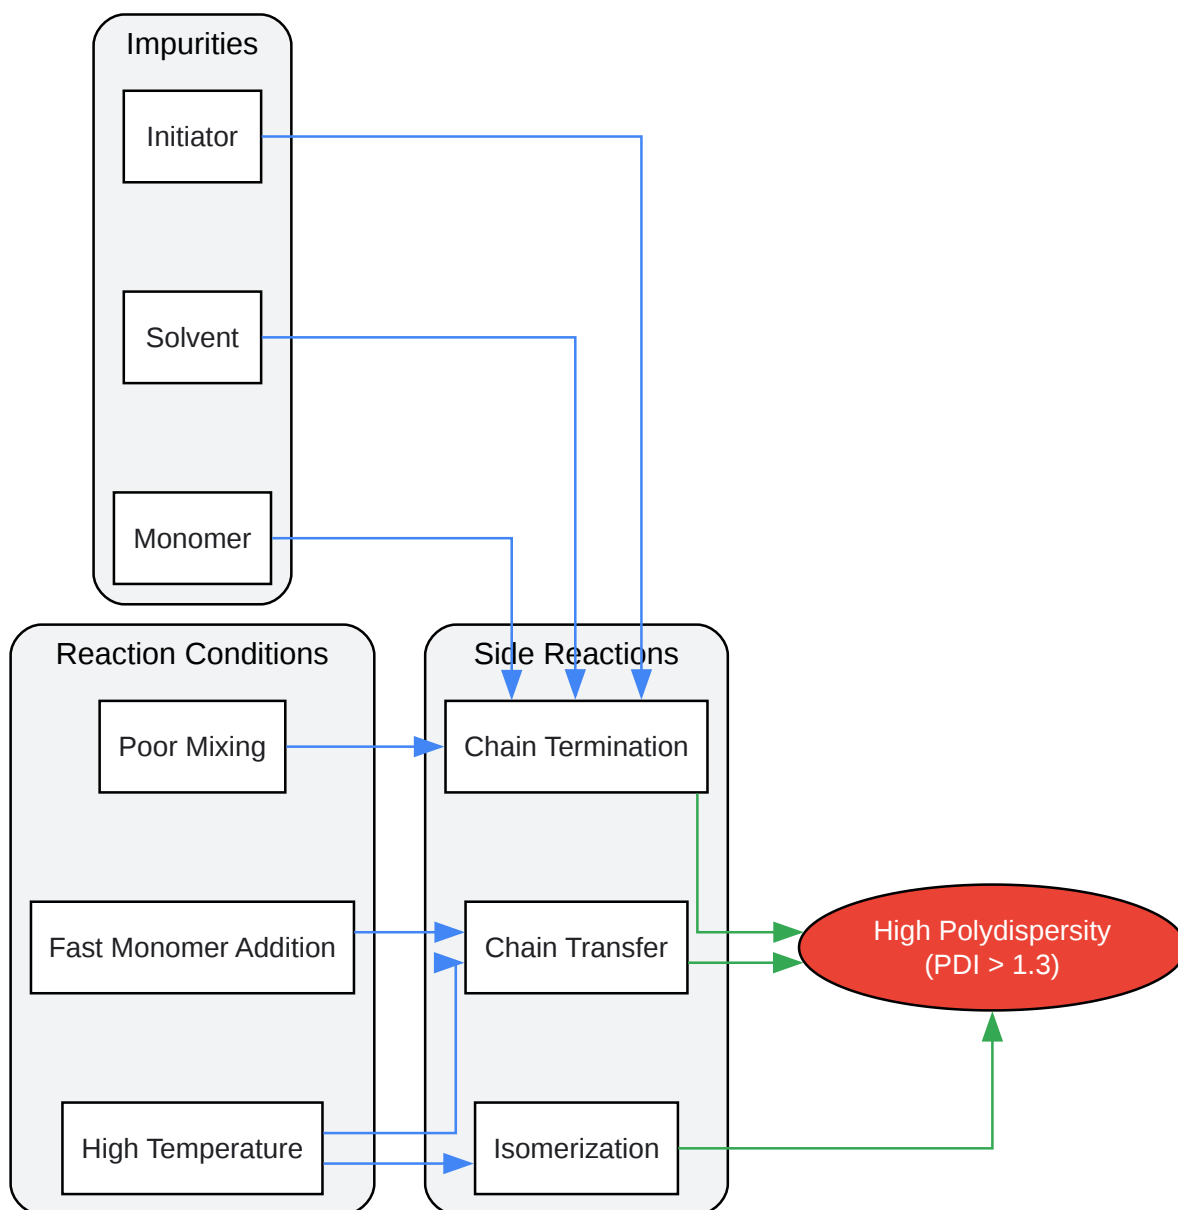 Impurities
Initiator
Solvent
Monomer
Reaction Conditions
Poor Mixing
Fast Monomer Addition
High Temperature
Side Reactions
Chain Termination
Chain Transfer
Isomerization
High Polydispersity
(PDI > 1.3)